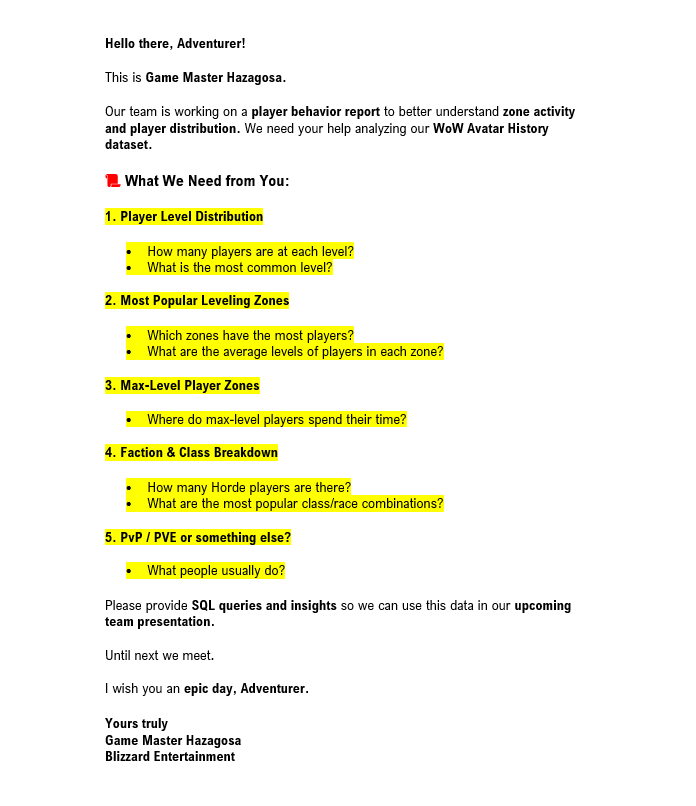 Hello there, Adventurer!
This is Game Master Hazagosa.
Our team is working on a player behavior report to better understand zone activity
and player distribution. We need your help analyzing our WoW Avatar History
dataset.
📜 What We Need from You:
1. Player Level Distribution
• How many players are at each level?
• What is the most common level?
2. Most Popular Leveling Zones
• Which zones have the most players?
• What are the average levels of players in each zone?
3. Max-Level Player Zones
• Where do max-level players spend their time?
4. Faction & Class Breakdown
• How many Horde players are there?
• What are the most popular class/race combinations?
5. PvP / PVE or something else?
• What people usually do?
Please provide SQL queries and insights so we can use this data in our upcoming
team presentation.
Until next we meet.
I wish you an epic day, Adventurer.
Yours truly
Game Master Hazagosa
Blizzard Entertainment